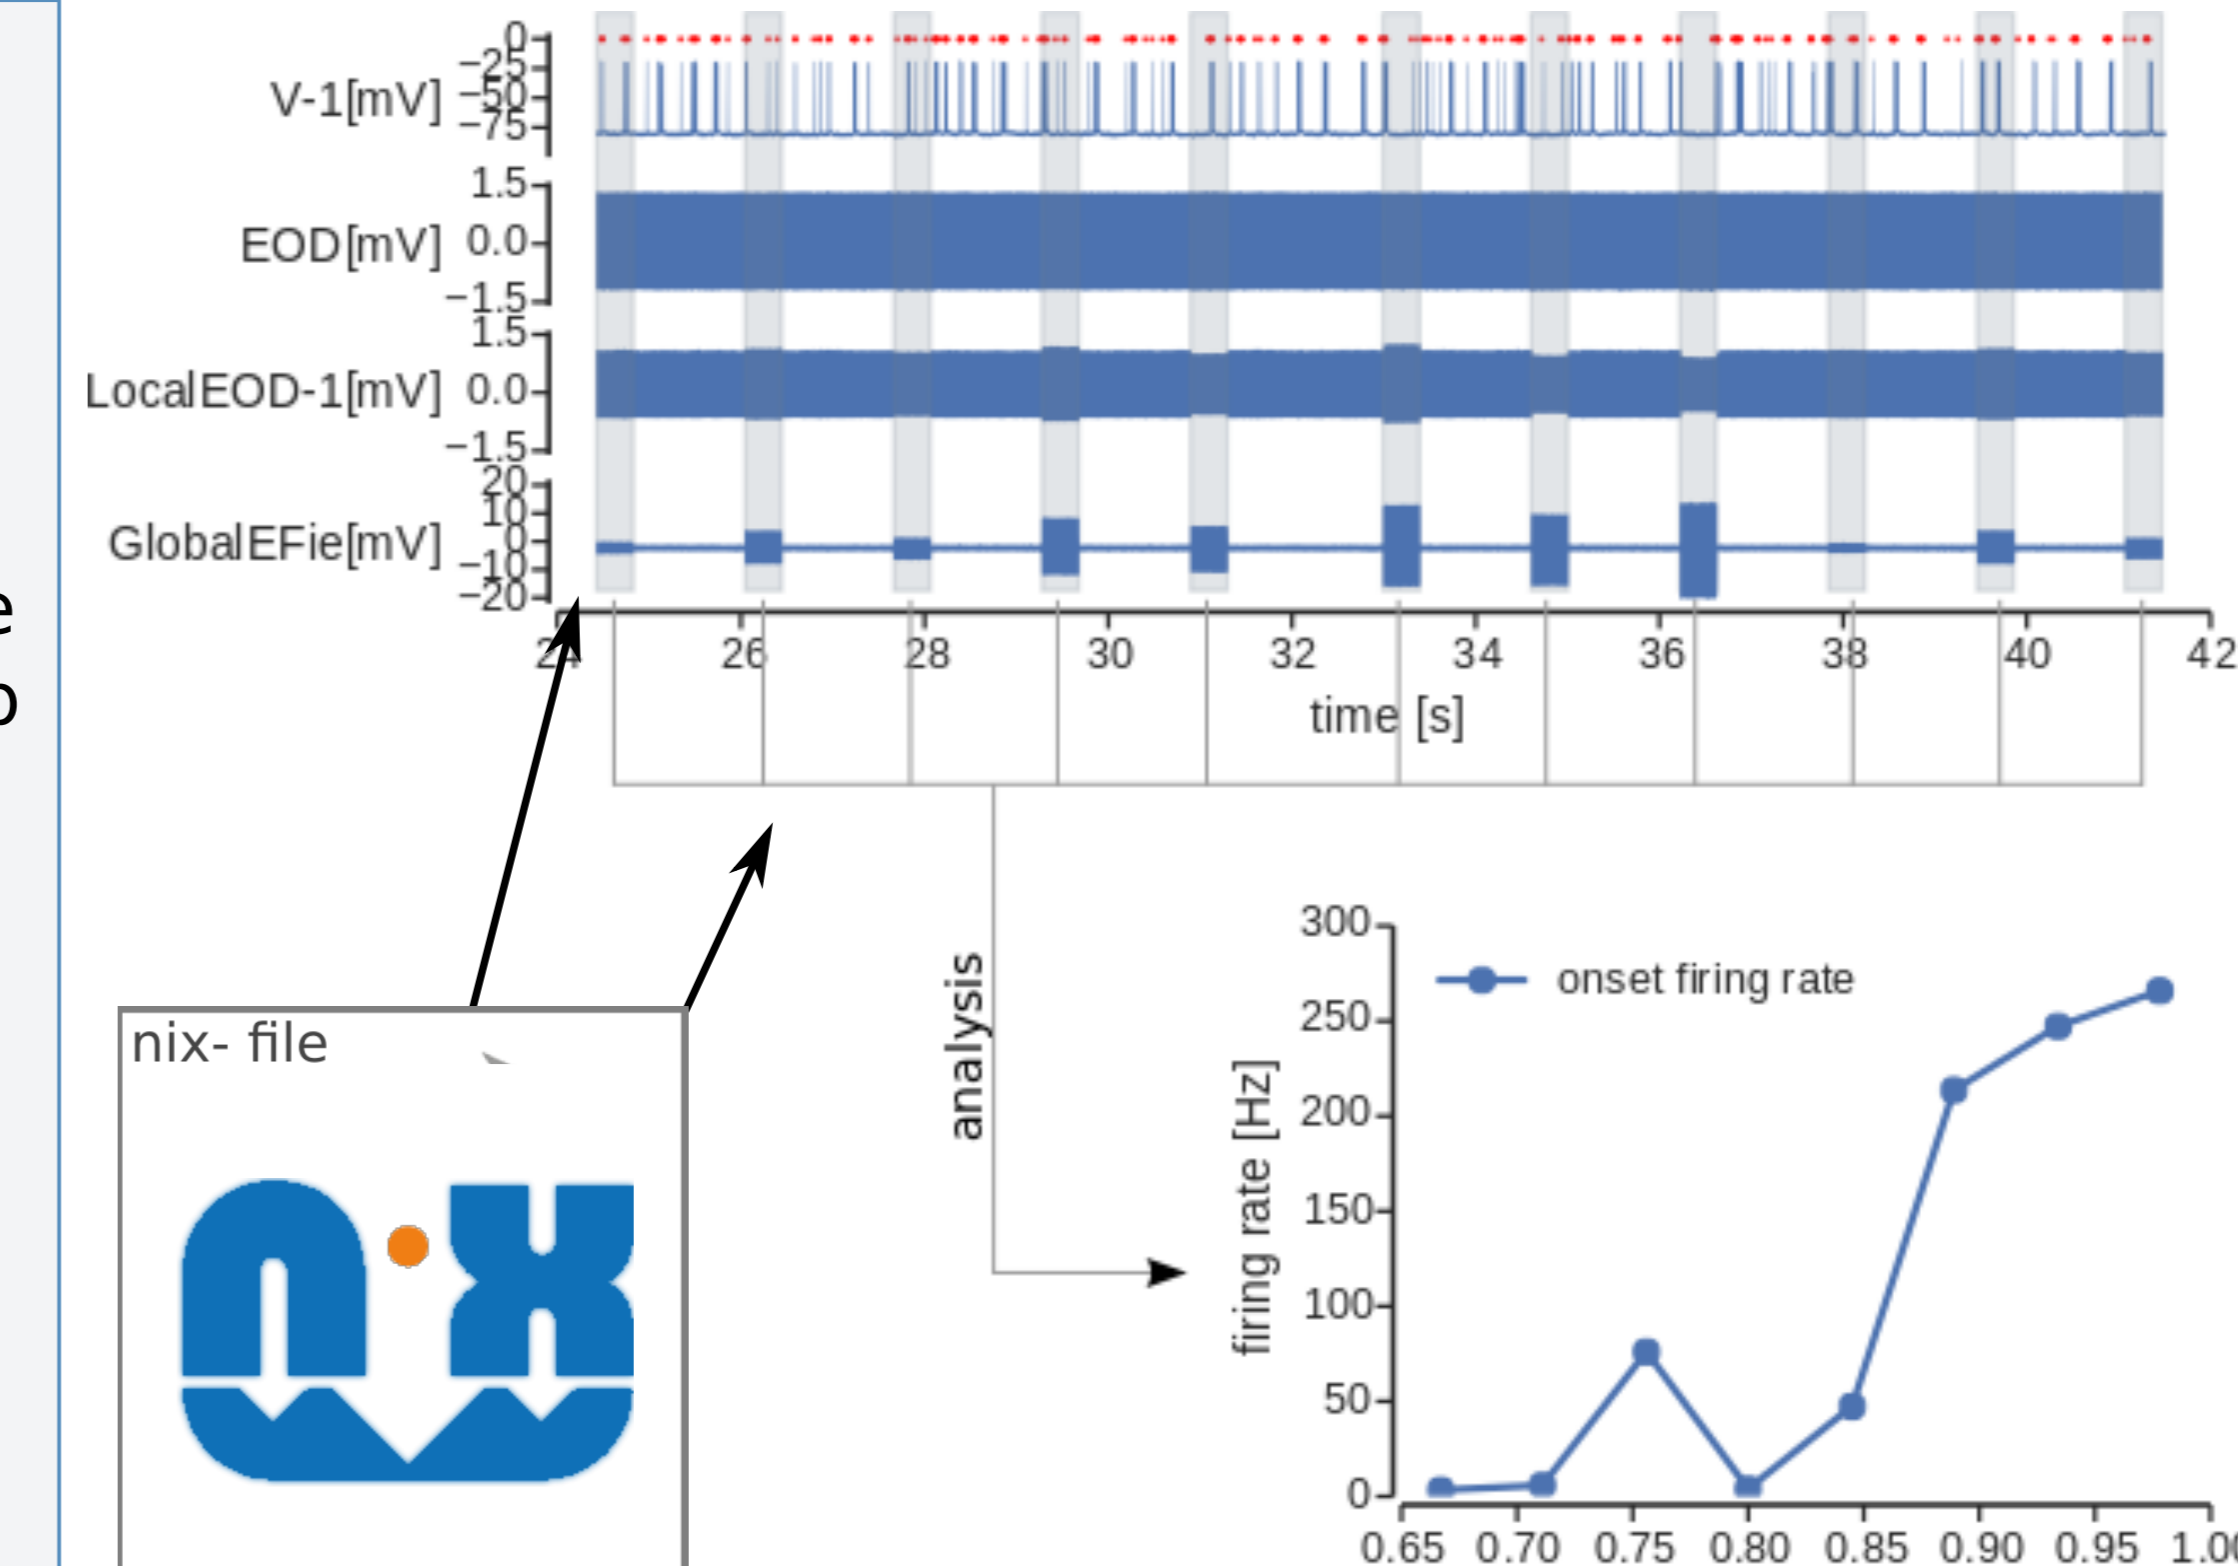 0
−25
−50
−75
V-1[mV]
1.5
0.0
−1.5
EOD[mV]
1.5
0.0
−1.5
LocalEOD-1[mV]
20
10
0
−10
−20
GlobalEFie[mV]
24 26 28 30 32 34 36 38 40 42
time [s]
e
o
analysis
nix- file
nix
300
250
200
150
100
50
0
onset firing rate
firing rate [Hz]
0.65 0.70 0.75 0.80 0.85 0.90 0.95 1.0